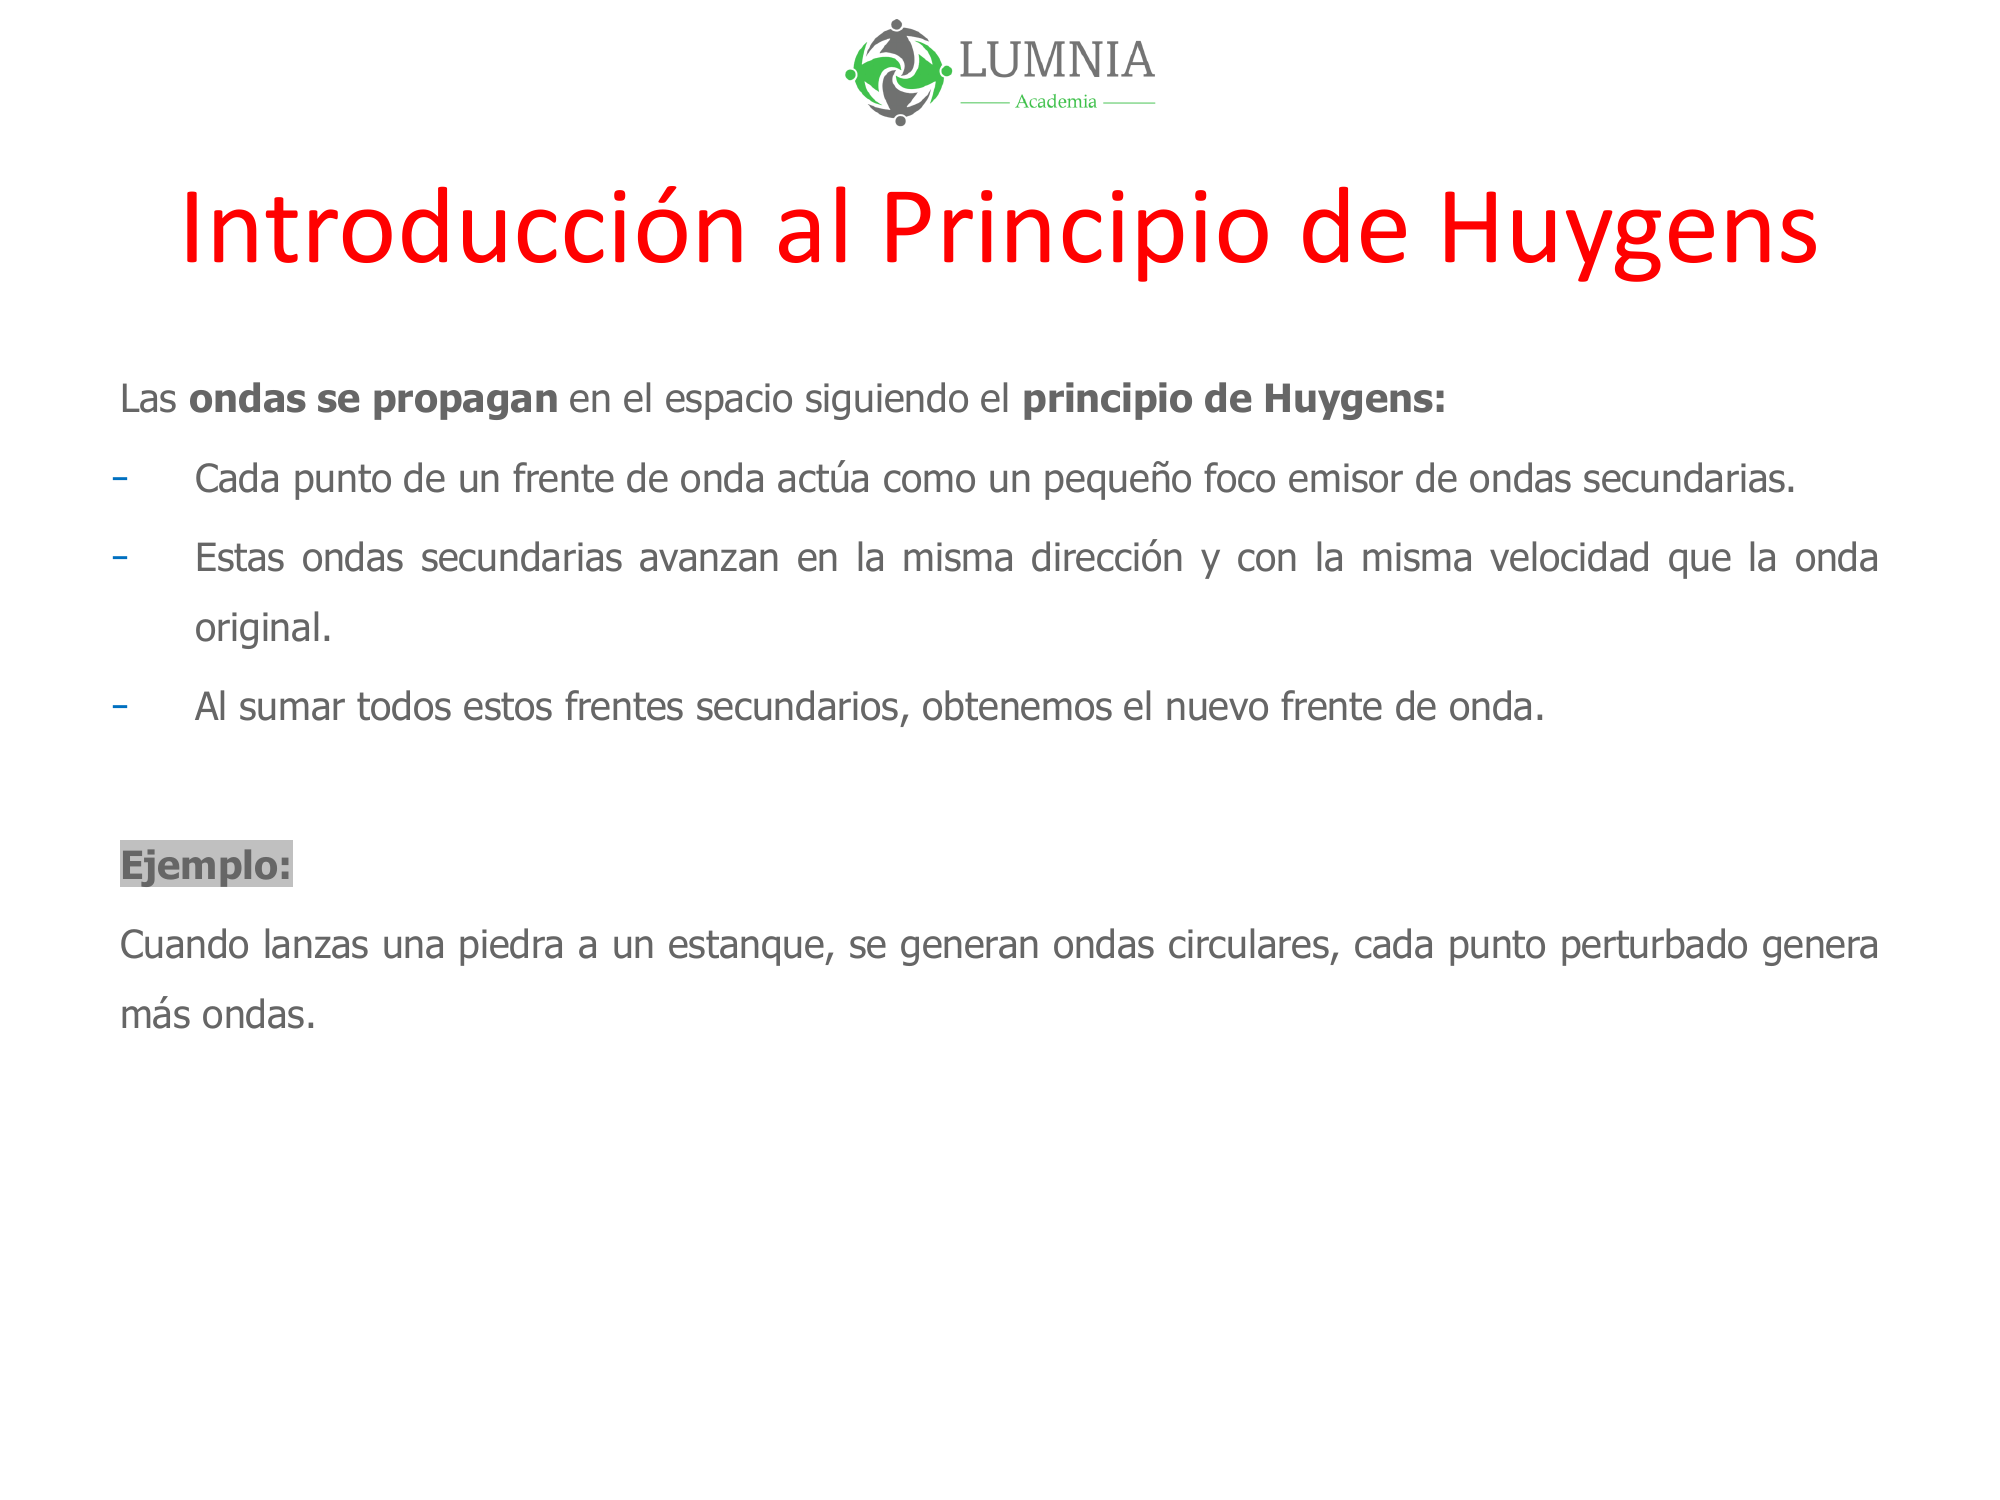 LUMNIA
Academia
Introducción al Principio de Huygens
Las ondas se propagan en el espacio siguiendo el principio de Huygens:
- Cada punto de un frente de onda actúa como un pequeño foco emisor de ondas secundarias.
- Estas ondas secundarias avanzan en la misma dirección y con la misma velocidad que la onda
original.
- Al sumar todos estos frentes secundarios, obtenemos el nuevo frente de onda.
Ejemplo:
Cuando lanzas una piedra a un estanque, se generan ondas circulares, cada punto perturbado genera
más ondas.